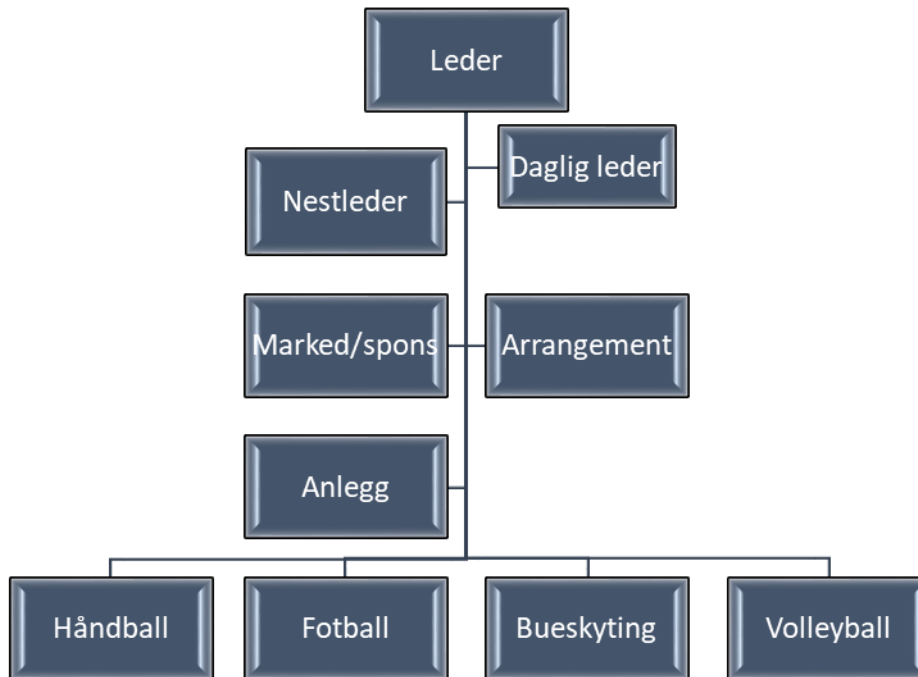 Leder
Daglig leder
Nestleder
Marked/spons
Arrangement
Anlegg
Håndball
Fotball
Bueskyting
Volleyball